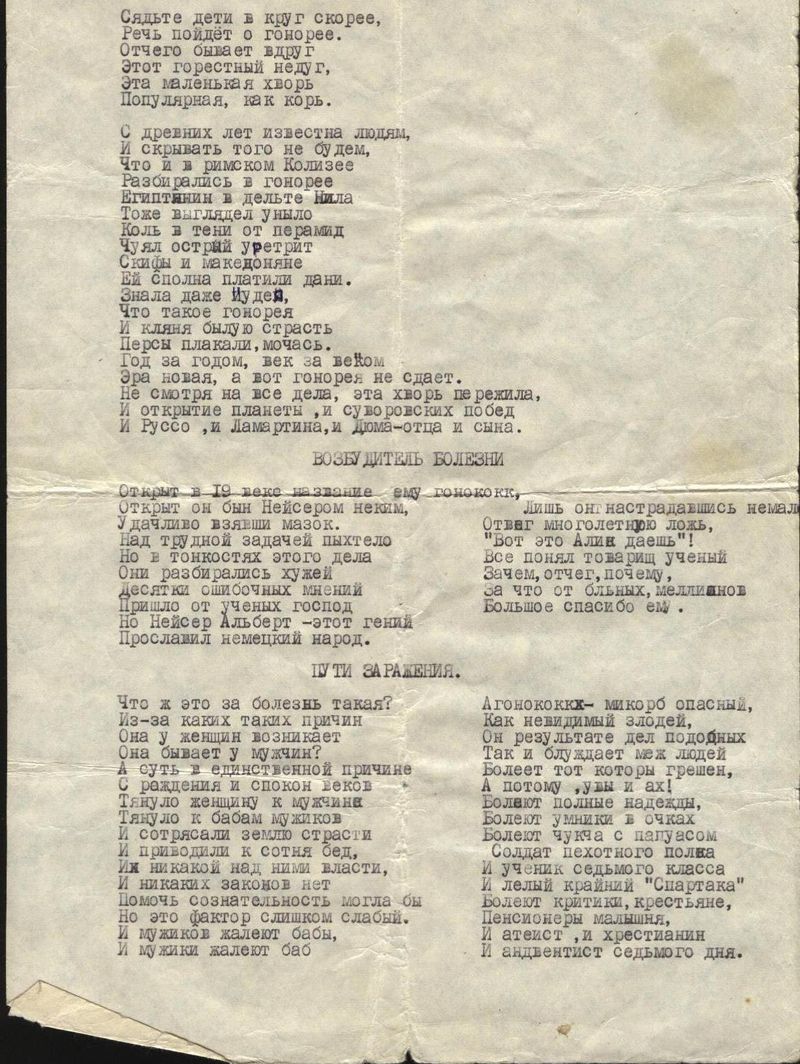 Сядьте дети в круг скорее,
Речь пойдёт о гонорее.
Отчего бывает вдруг
Этот горестный недуг,
Эта маленькая хворь
Популярная, как корь.
С древних лет известна людям,
И скрывать того не будем,
Что и в римском Колизее
Разбирались в гонорее
Египтянин в дельте Нила
Тоже выглядел уныло
Коль в тени от перамид
Чуял острый уретрит
Скифы и македоняне
Ей сполна платили дани.
Знала даже Иудей,
Что такое гонорея
И кляня былую страсть
Персы плакали,мочась.
Год за годом, век за веком
Эра новая, а вот гонорея не сдает.
Не смотря на все дела, эта хворь пережила,
И открытие планеты ,и суворовских побед
И Руссо ,и Ламартина,и Дюма-отца и сына.
ВОЗБУДИТЕЛЬ БОЛЕЗНИ
Открыт в 19 веке название ему гонококк,
Открыт он был Нейсером неким,
Удачливо взявши мазок.
Над трудной задачей пыхтело
Но в тонкостях этого дела
Они разбирались хужей
Десятки ошибочных мнений
Пришло от ученых господ
Но Нейсер Альберт -этот гений
Прославил немецкий народ.
Лишь он настрадавшись немал
Отверг многолетнюю ложь,
"Вот это Алик даешь"!
Все понял товарищ ученый
Зачем,отчег,почему,
За что от бльных,меллианов
Большое спасибо ему .
ПУТИ ЗАРАЖЕНИЯ.
Что ж это за болезнь такая?
Из-за каких таких причин
Она у женщин возникает
Она бывает у мужчин?
А суть в единственной причине
С раждения и спокон веков
Тянуло женщину к мужчине
Тянуло к бабам мужиков
И сотрясали землю страсти
И приводили к сотня бед,
Их никакой над ними власти,
И никаких законов нет
Помочь сознательность могла бы
Но это фактор слишком слабый.
И мужиков жалеют бабы,
И мужики жалеют баб
Агонококкх- микорб опасный,
Как невидимый злодей,
Он результате дел подобных
Так и блуждает меж людей
Болеет тот которы грешен,
А потому ,увы и ах!
Болеют полные надежды,
Болеют умники в очках
Болеют чукча с папуасом
Солдат пехотного полка
И ученик седьмого класса
И лелый крайний "Спартака"
Болеют критики,крестьяне,
Пенсионеры малышня,
И атеист ,и хрестианин
И андвентист седьмого дня.